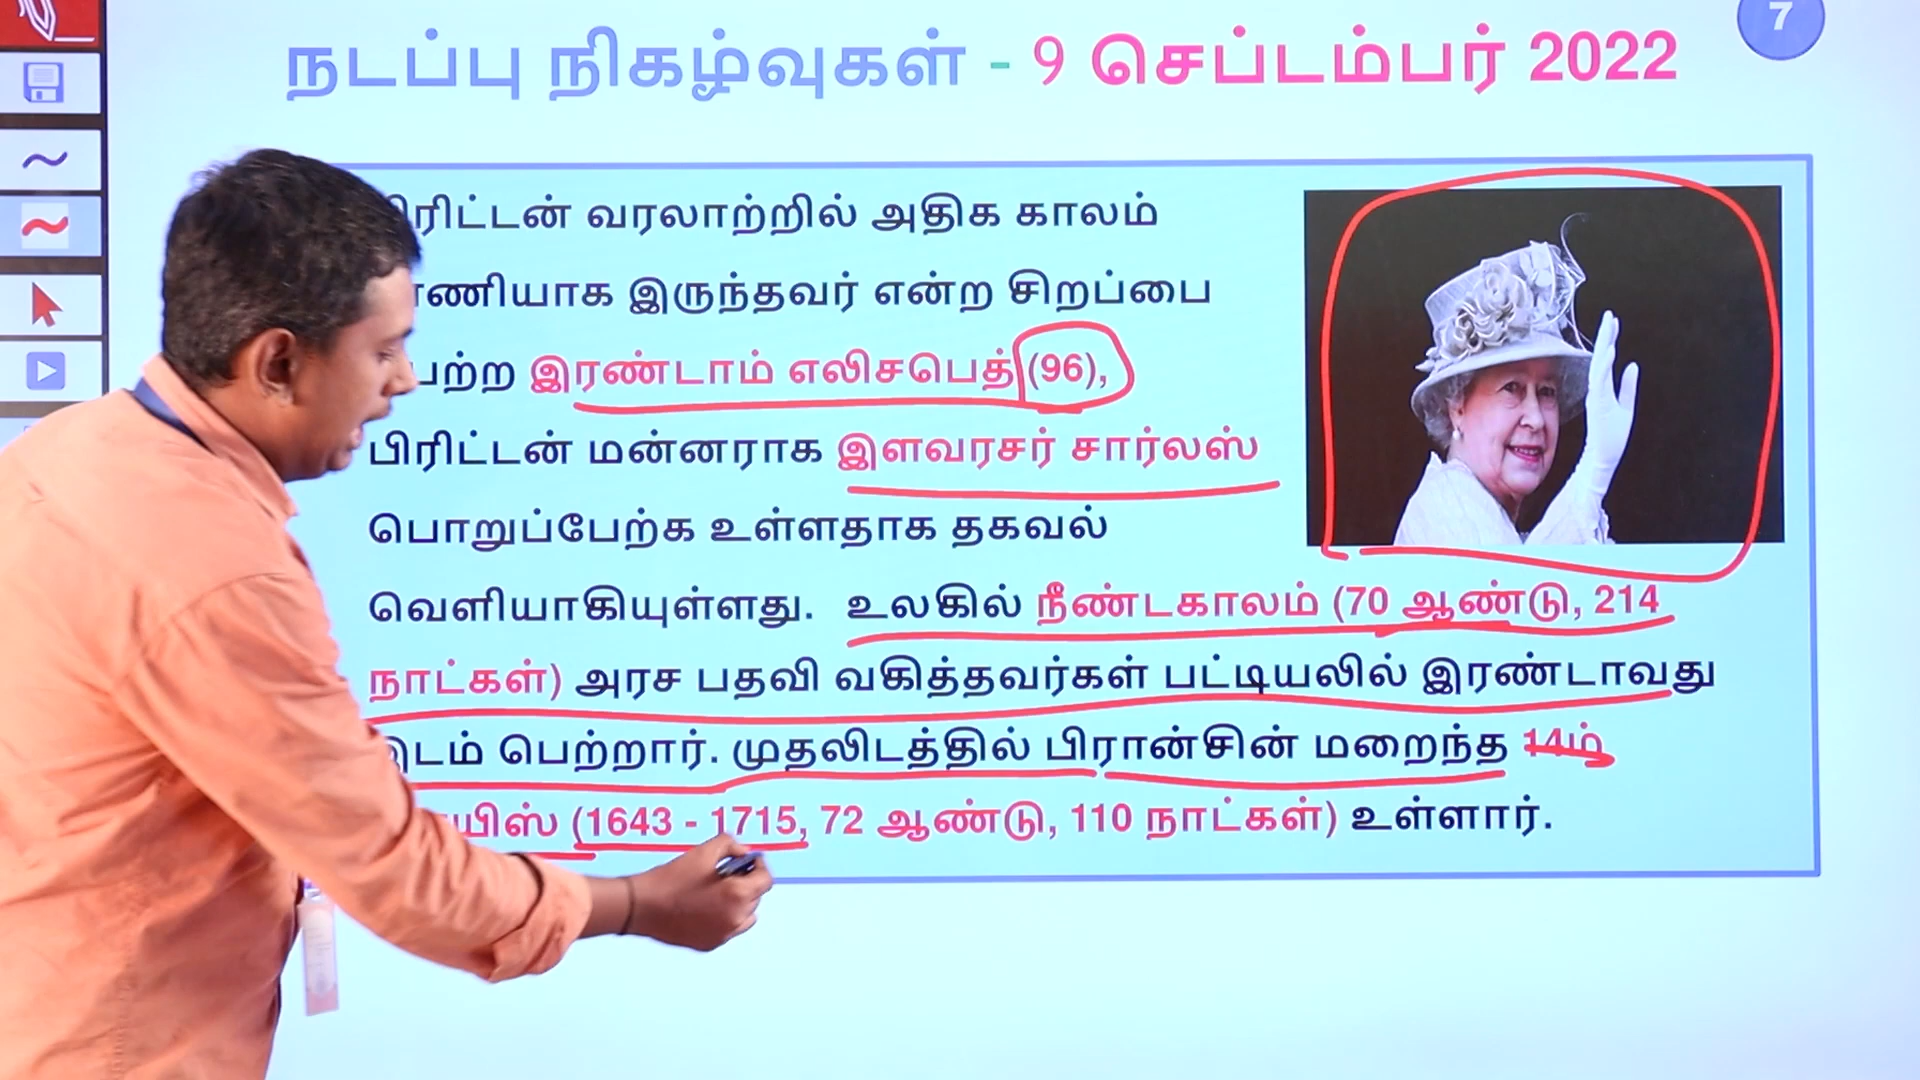 7
நடப்பு நிகழ்வுகள் - 9 செப்டம்பர் 2022
வரலாற்றில் அதிக காலம்
இருந்தவர் என்ற சிறப்பை
இரண்டாம் எலிசபெத் (96),
பிரிட்டன் மன்னராக இளவரசர் சார்லஸ்
பொறுப்பேற்க உள்ளதாக தகவல்
வெளியாகியுள்ளது. உலகில் நீண்டகாலம் (70 ஆண்டு, 214
நாட்கள்) அரச பதவி வகித்தவர்கள் பட்டியலில் இரண்டாவது
பெற்றார். முதலிடத்தில் பிரான்சின் மறைந்த 14ம்
(1643 - 1715, 72 ஆண்டு, 110 நாட்கள்) உள்ளார்.